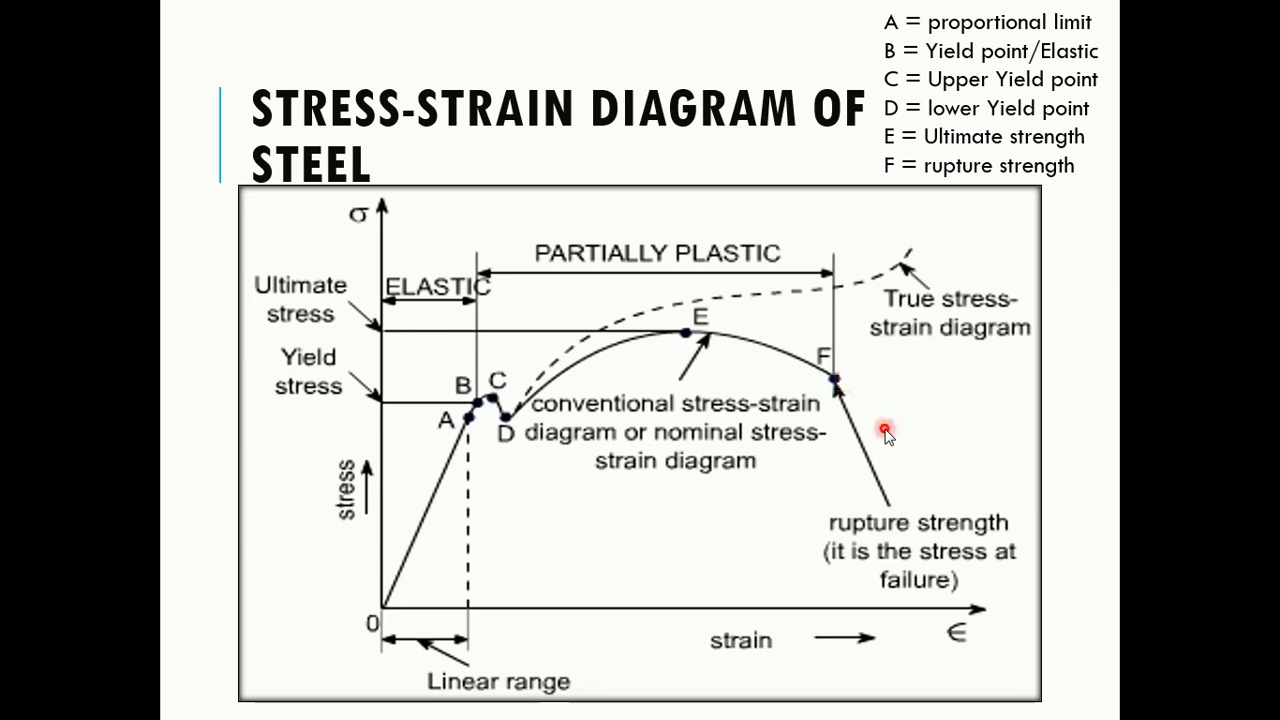 A = proportional limit
B = Yield point/Elastic
C = Upper Yield point
D = lower Yield point
E = Ultimate strength
F = rupture strength
STRESS-STRAIN DIAGRAM OF
STEEL
σ
PARTIALLY PLASTIC
ELASTIC
Ultimate
stress
True stress-
strain diagram
E
F
Yield
stress
B
C
A
D
conventional stress-strain
diagram or nominal stress-
strain diagram
stress
rupture strength
(it is the stress at
failure)
0
strain
∈
Linear range